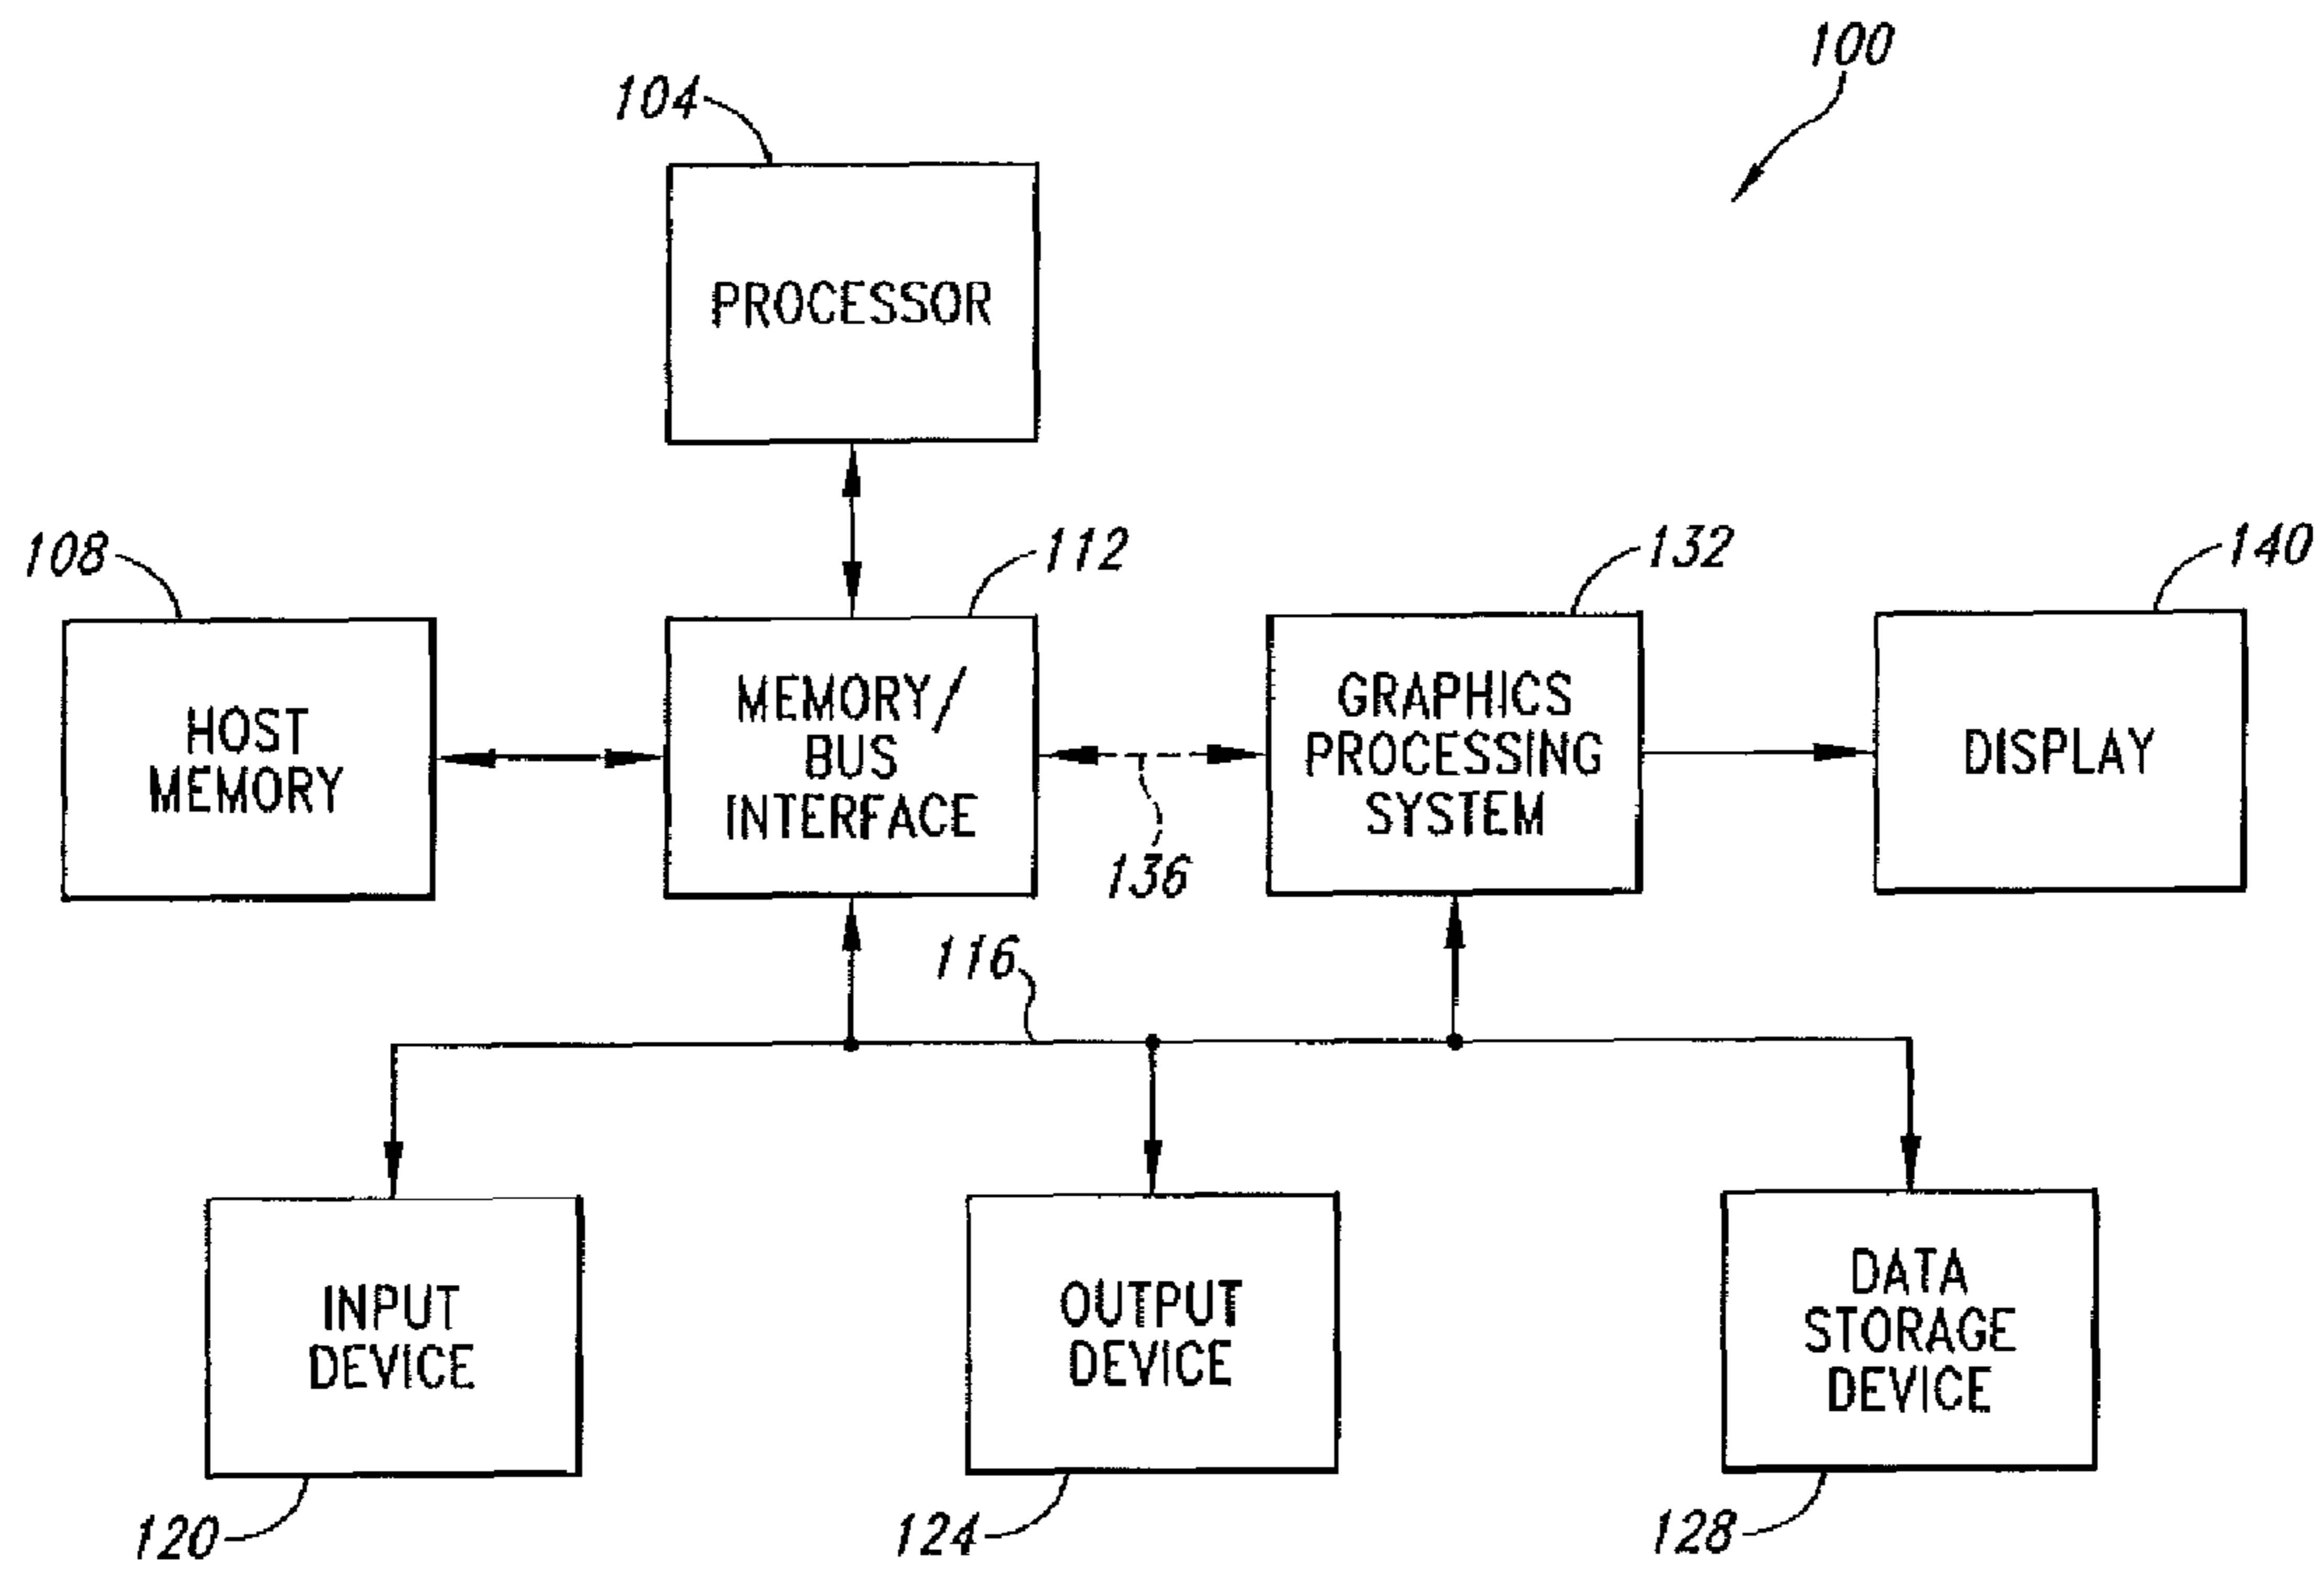 100
104
PROCESSOR
108
112
132
140
HOST
MEMORY
MEMORY/
BUS
INTERFACE
136
GRAPHICS
PROCESSING
SYSTEM
DISPLAY
116
INPUT
DEVICE
OUTPUT
DEVICE
DATA
STORAGE
DEVICE
120
124
128